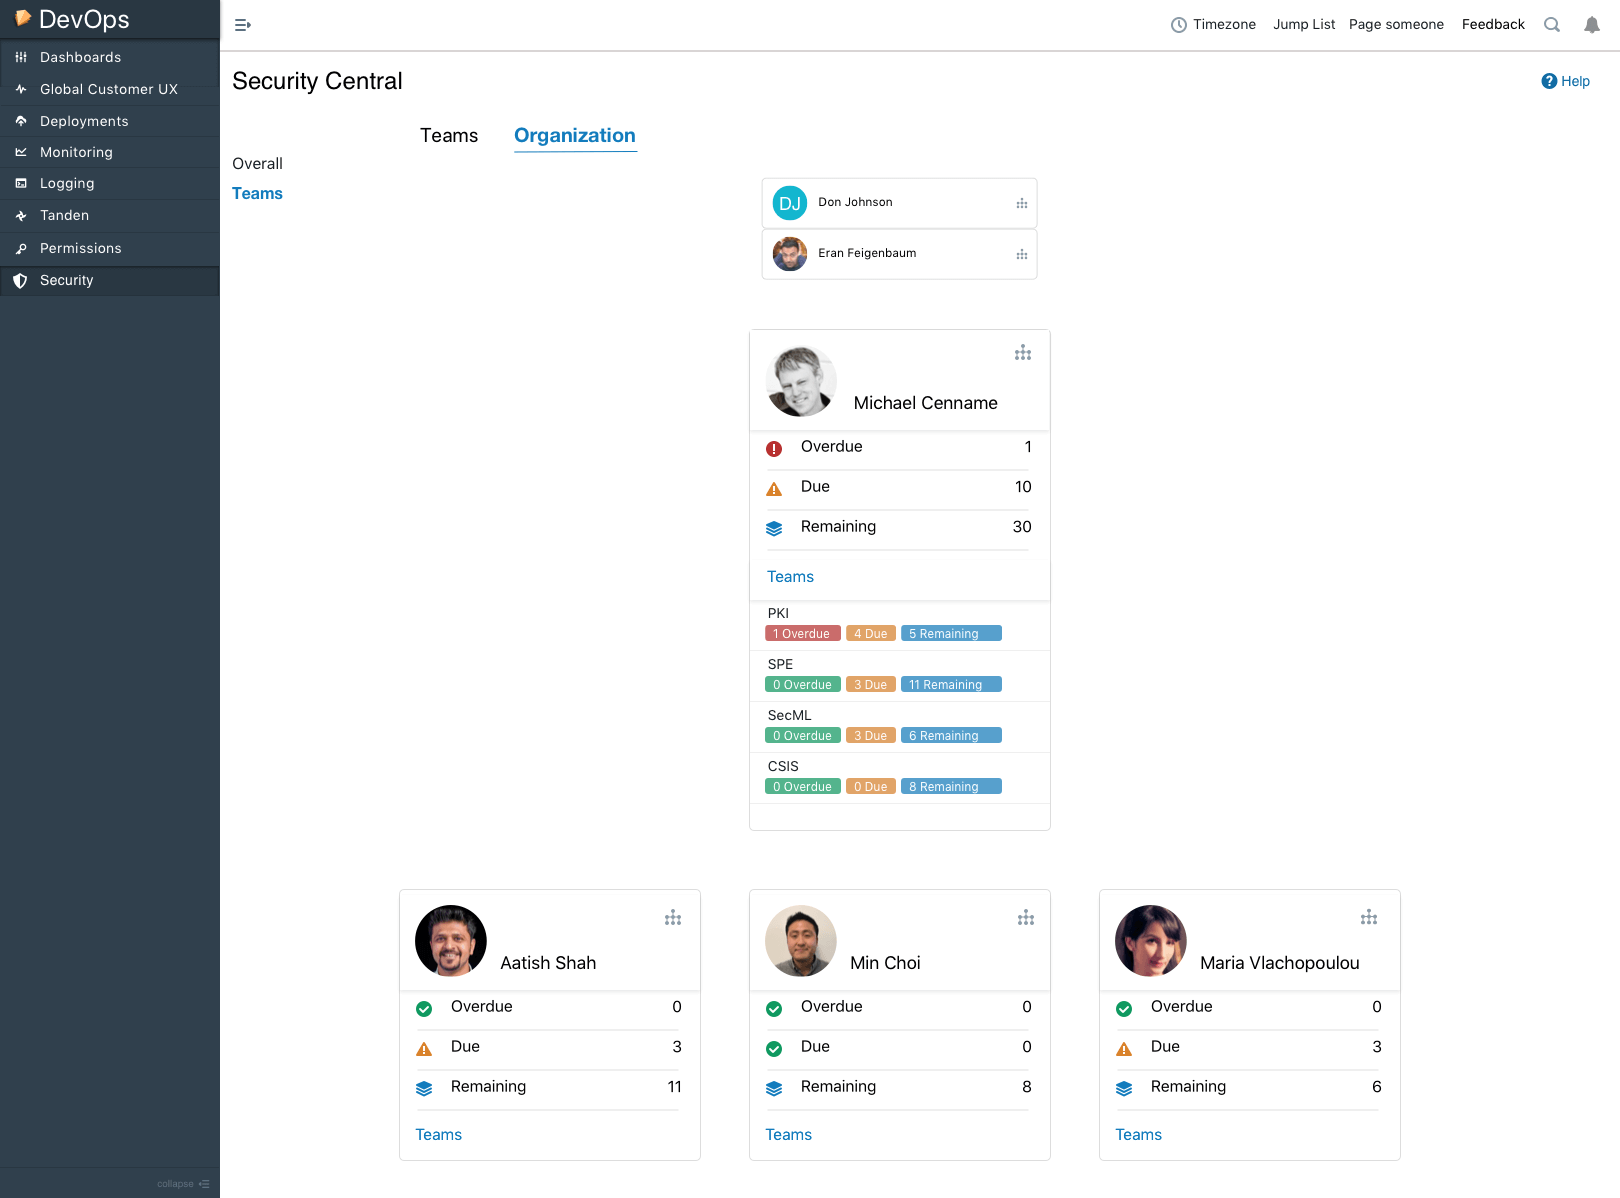 DevOps
Timezone Jump List Page someone Feedback
Dashboards
Global Customer UX
Deployments
Monitoring
Logging
Tanden
Permissions
Security
collapse
Security Central
Help
Teams Organization
Overall
Teams
DJ Don Johnson
Eran Feigenbaum
Michael Cenname
Overdue 1
Due 10
Remaining 30
Teams
PKI
1 Overdue 4 Due 5 Remaining
SPE
0 Overdue 3 Due 11 Remaining
SecML
0 Overdue 3 Due 6 Remaining
CSIS
0 Overdue 0 Due 8 Remaining
Aatish Shah
Overdue 0
Due 3
Remaining 11
Teams
Min Choi
Overdue 0
Due 0
Remaining 8
Teams
Maria Vlachopoulou
Overdue 0
Due 3
Remaining 6
Teams